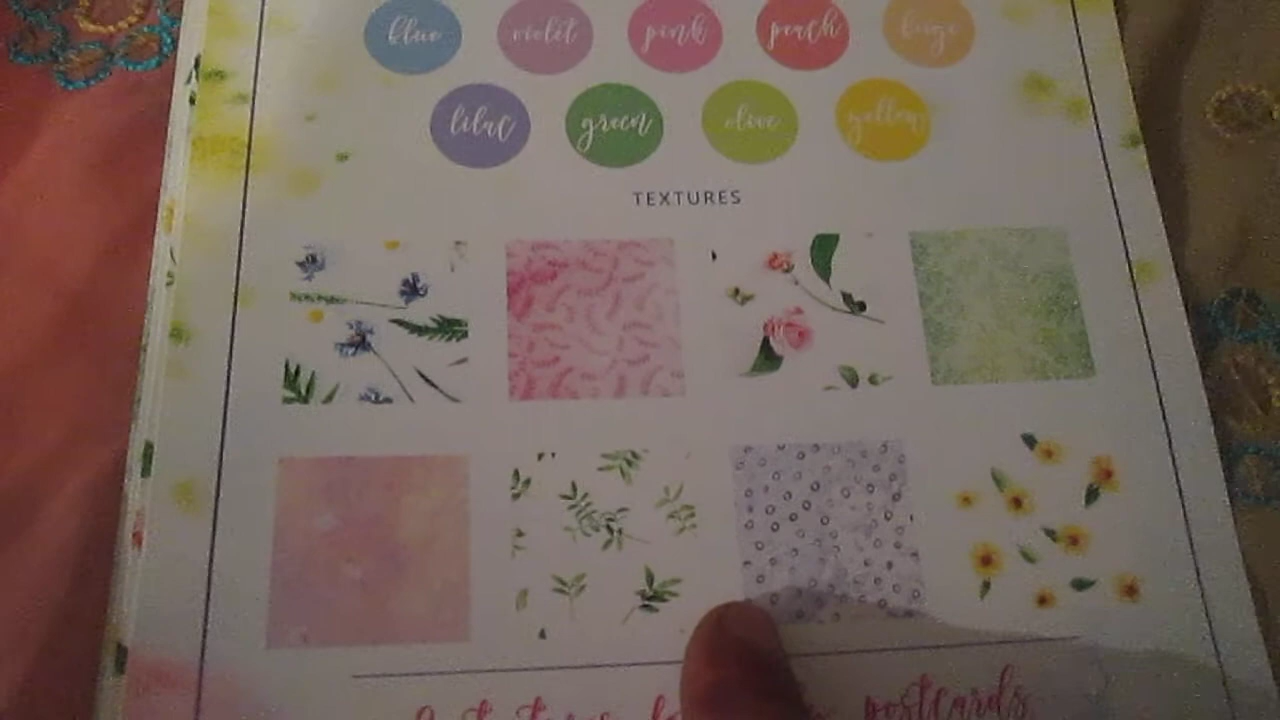 blue violet pink peach beige
lilac green olive yellow
TEXTURES
postcards